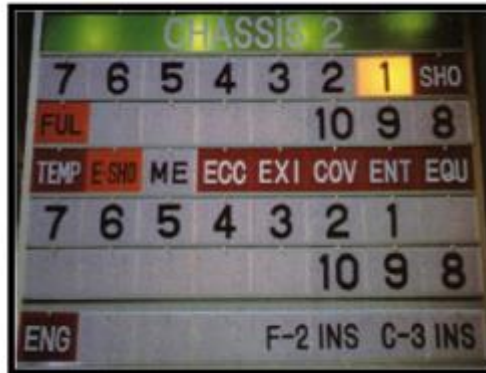 CHASSIS 2
7 6 5 4 3 2 1 SHO
FUL 10 9 8
TEMP E-SHO ME ECC EXI COV ENT EQU
7 6 5 4 3 2 1
10 9 8
ENG F-2 INS C-3 INS